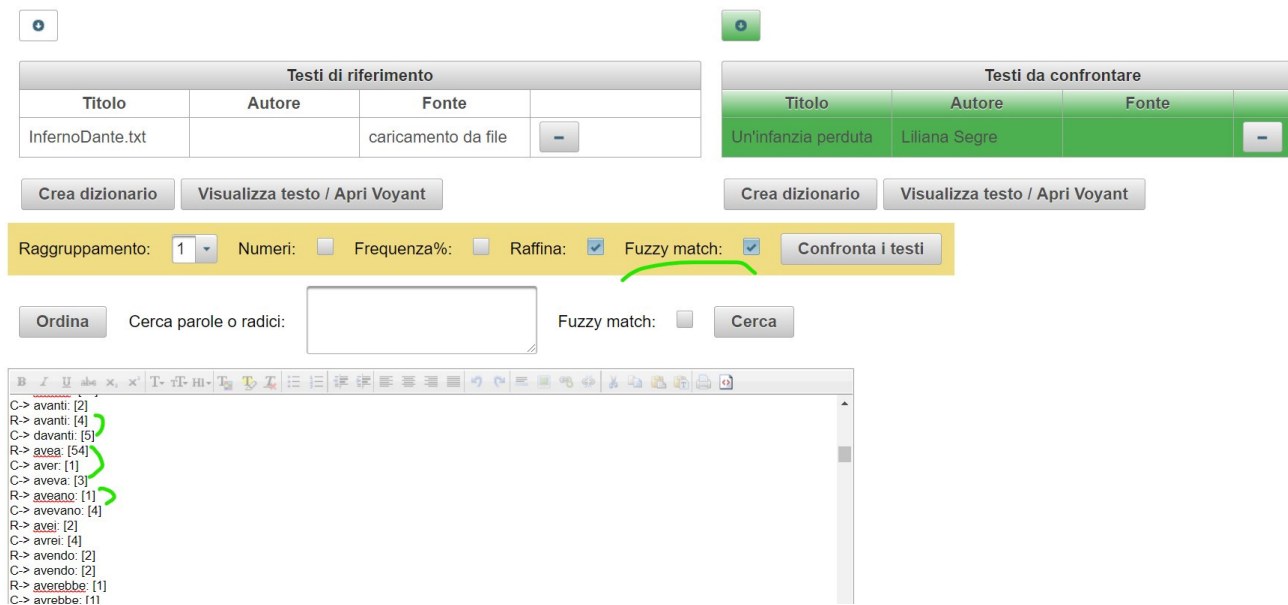 Testi di riferimento
Titolo Autore Fonte
InfernoDante.txt caricamento da file
Testi da confrontare
Titolo Autore Fonte
Un'infanzia perduta Liliana Segre
Crea dizionario Visualizza testo / Apri Voyant
Crea dizionario Visualizza testo / Apri Voyant
Raggruppamento: 1 Numeri: Frequenza%: Raffina: Fuzzy match: Confronta i testi
Ordina Cerca parole o radici: Fuzzy match: Cerca
C-> avanti: [2]
R-> avanti: [4]
C-> davanti: [5]
R-> avea: [54]
C-> aver: [1]
C-> aveva: [3]
R-> aveano: [1]
C-> avevano: [4]
R-> avei: [2]
C-> avrei: [4]
R-> avendo: [2]
C-> avendo: [2]
R-> averebbe: [1]
C-> avrebbe: [1]